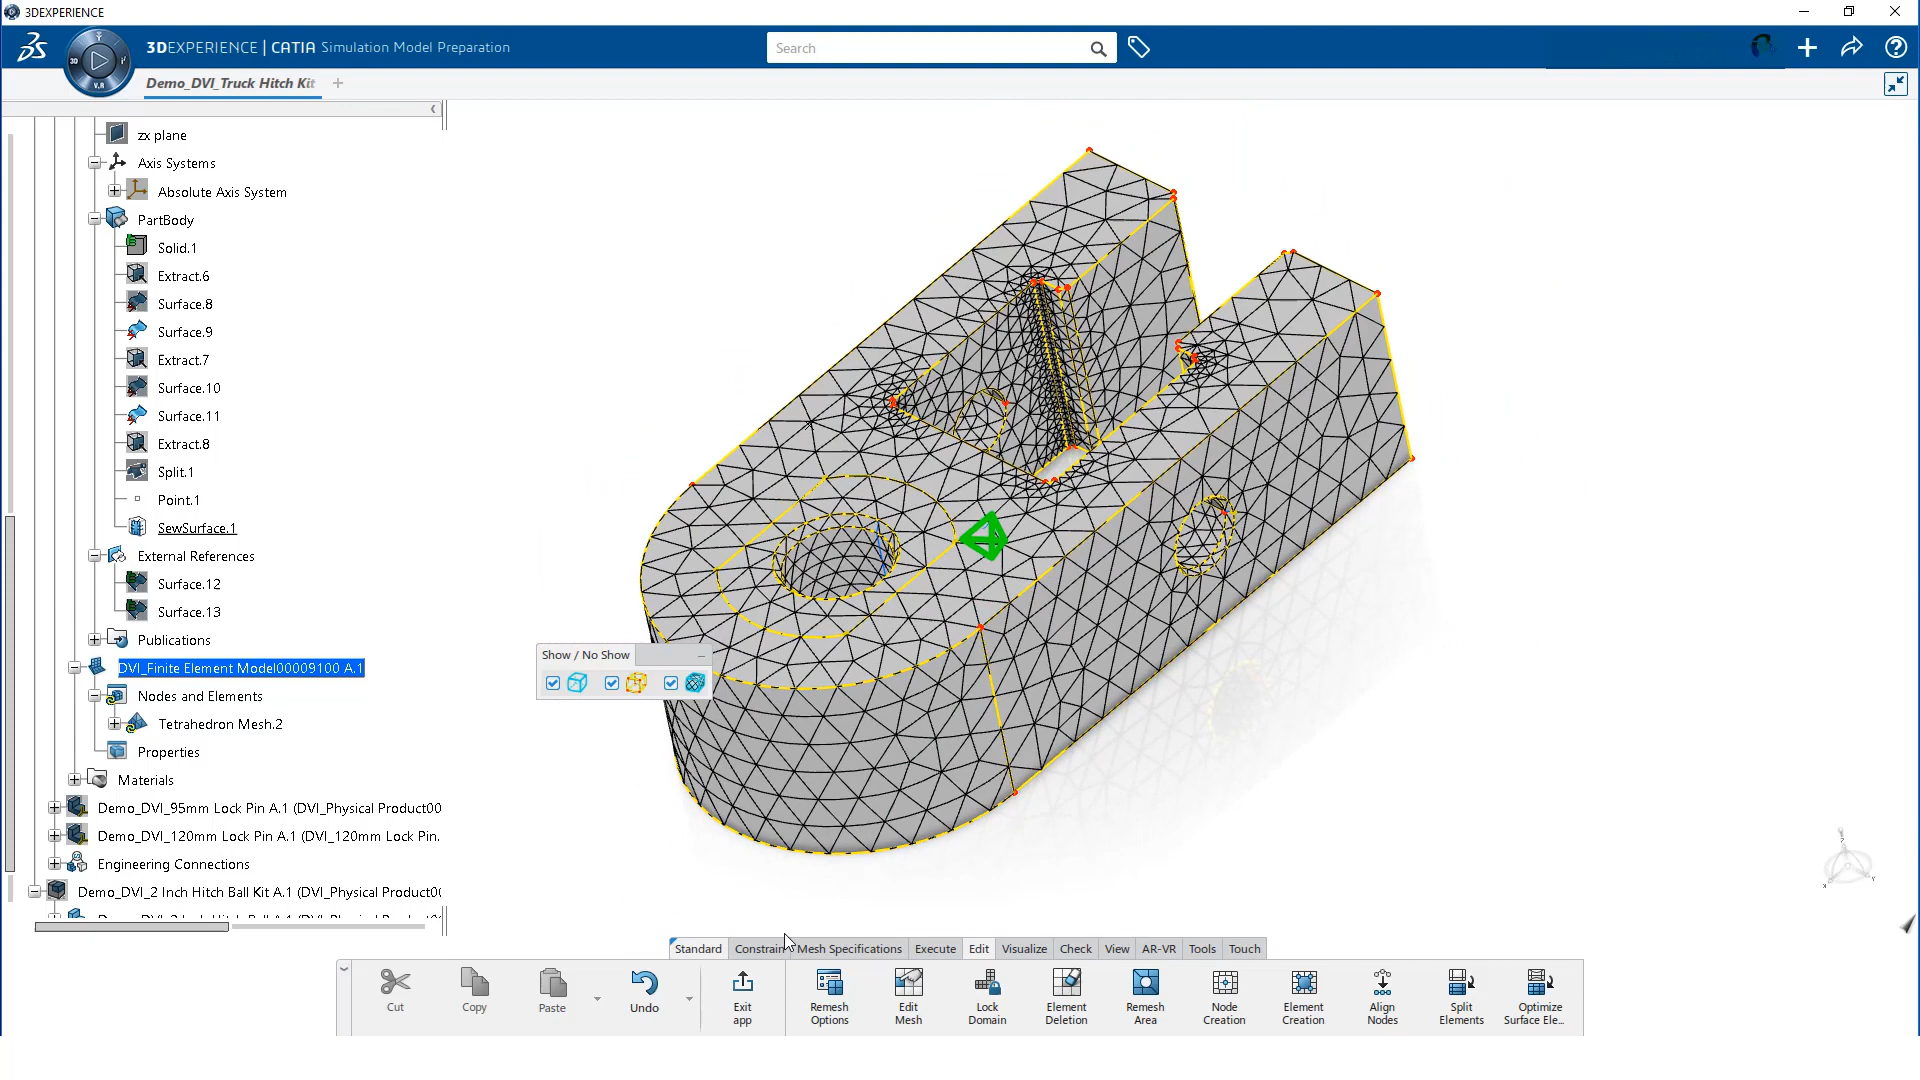 3DEXPERIENCE
3DEXPERIENCE | CATIA Simulation Model Preparation
Search
3D
V.R
Demo_DVI_Truck Hitch Kit
zx plane
Axis Systems
Absolute Axis System
PartBody
Solid.1
Extract.6
Surface.8
Surface.9
Extract.7
Surface.10
Surface.11
Extract.8
Split.1
Point.1
SewSurface.1
External References
Surface.12
Surface.13
Publications
DVI_Finite Element Model00009100 A.1
Nodes and Elements
Tetrahedron Mesh.2
Properties
Materials
Demo_DVI_95mm Lock Pin A.1 (DVI_Physical Product00
Demo_DVI_120mm Lock Pin A.1 (DVI_120mm Lock Pin.
Engineering Connections
Demo_DVI_2 Inch Hitch Ball Kit A.1 (DVI_Physical Product0(
Show / No Show
Standard Constrain Mesh Specifications Execute Edit Visualize Check View AR-VR Tools Touch
Cut Copy Paste Undo Exit app Remesh Options Edit Mesh Lock Domain Element Deletion Remesh Area Node Creation Element Creation Align Nodes Split Elements Optimize Surface Ele...